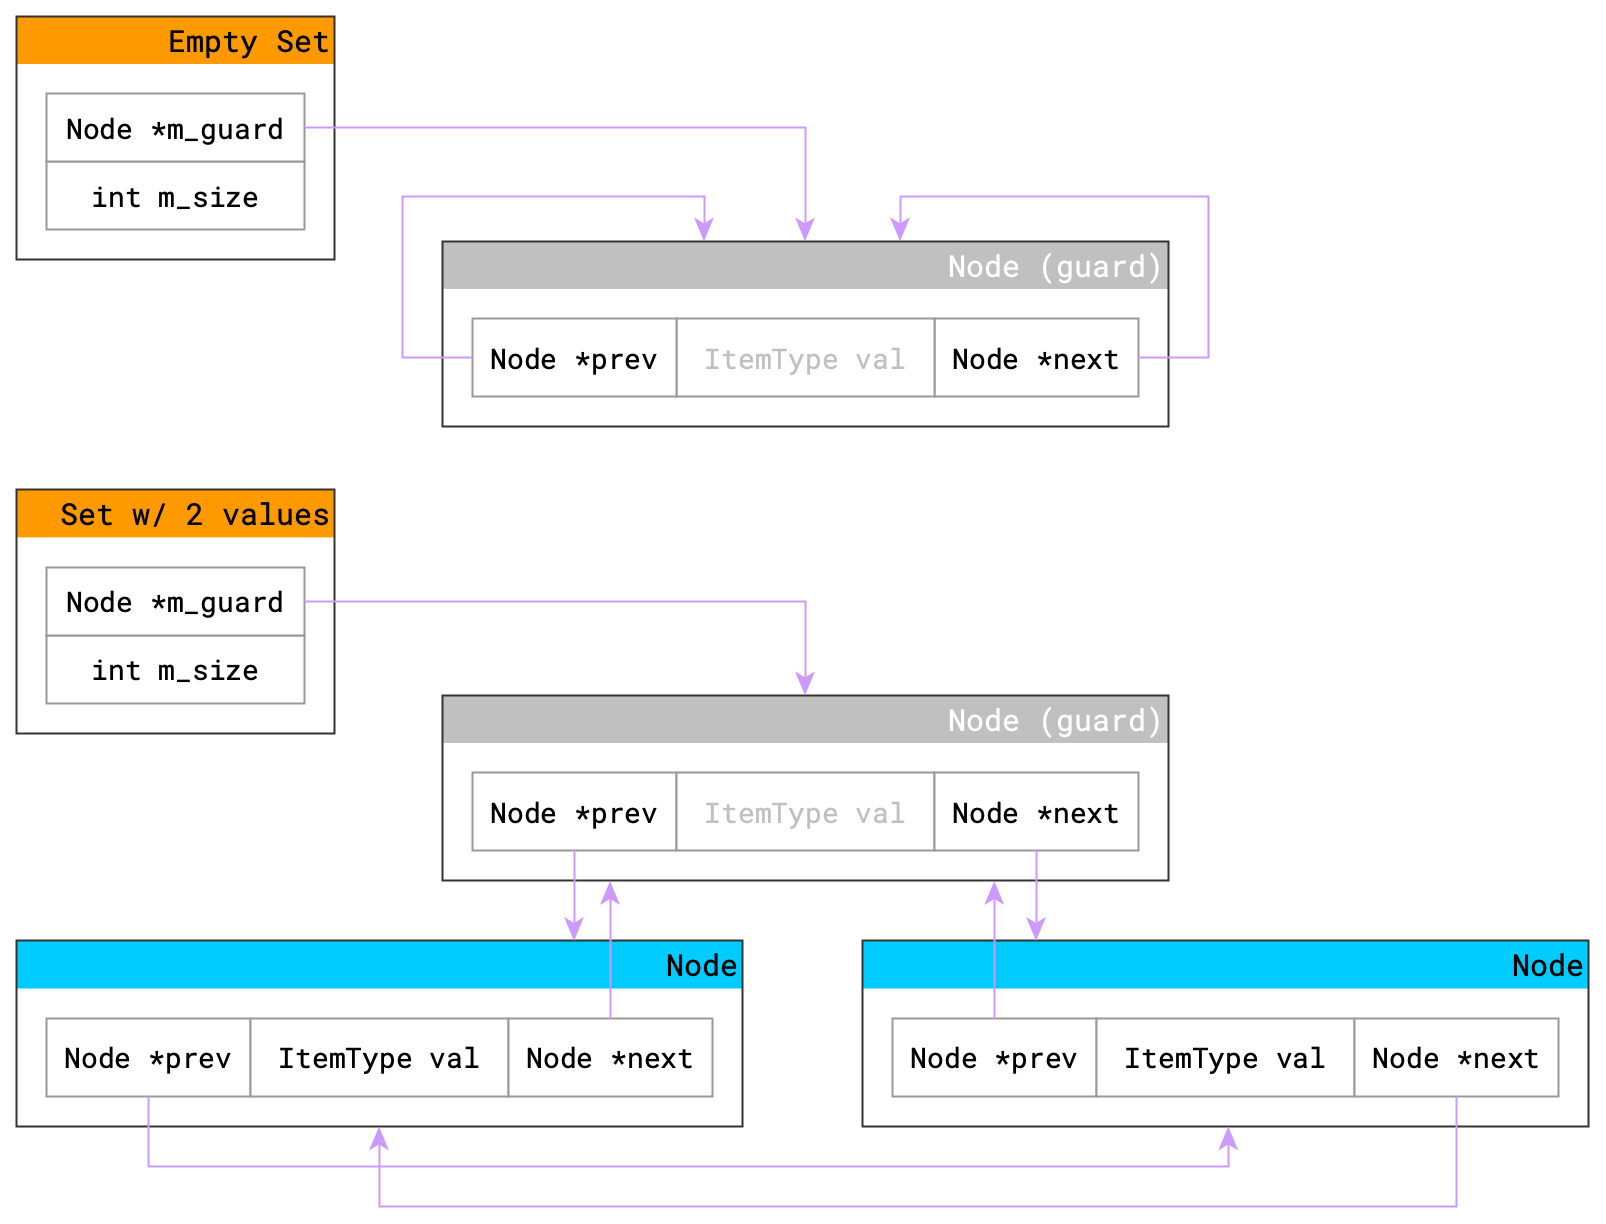 Empty Set
Node *m_guard
int m_size
Node (guard)
Node *prev ItemType val Node *next
Set w/ 2 values
Node *m_guard
int m_size
Node (guard)
Node *prev ItemType val Node *next
Node
Node *prev ItemType val Node *next
Node
Node *prev ItemType val Node *next